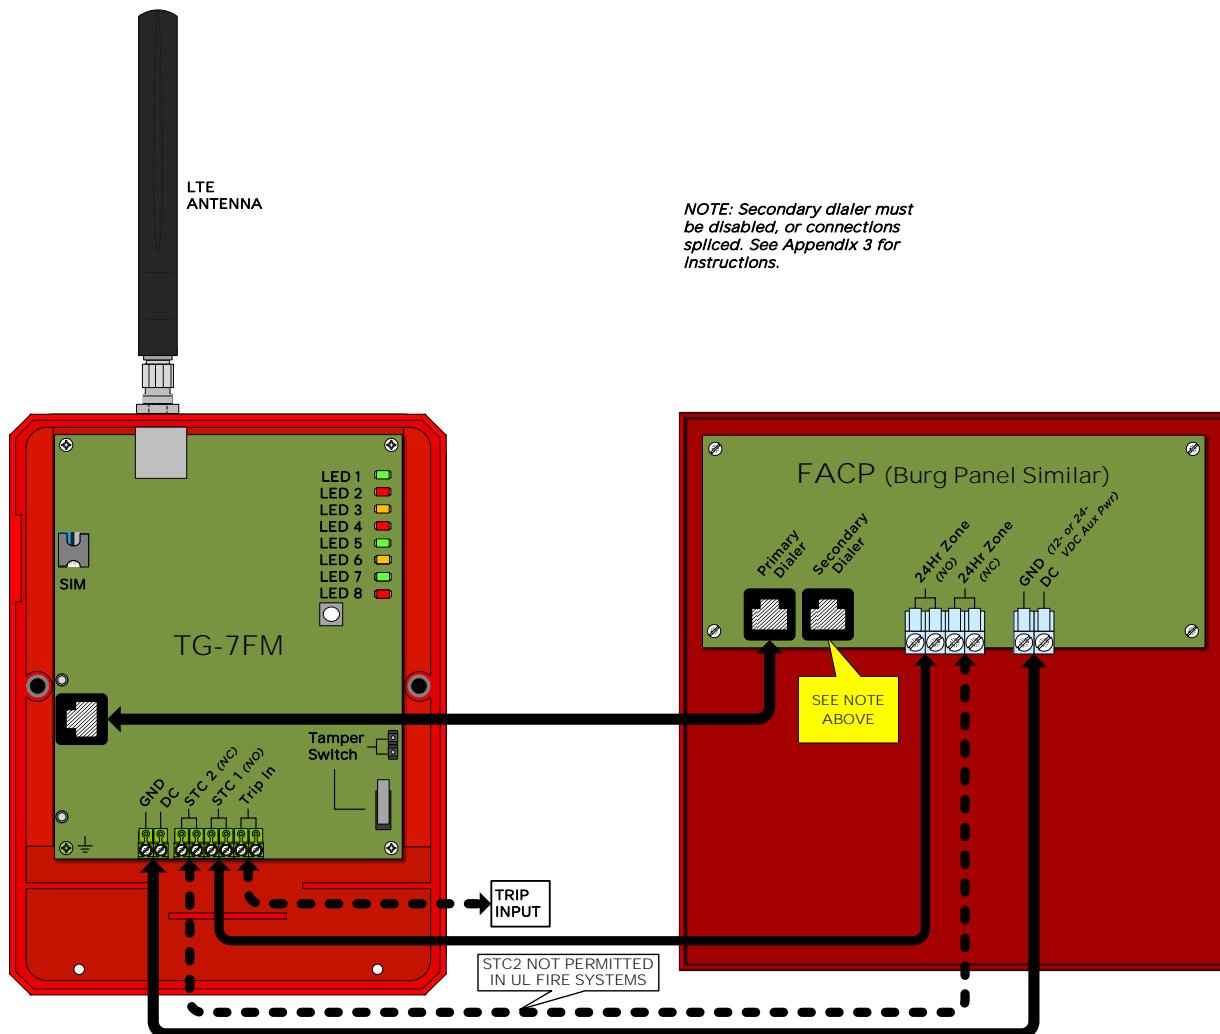 LTE
ANTENNA
NOTE: Secondary dialer must
be disabled, or connections
spliced. See Appendix 3 for
instructions.
LED 1
LED 2
LED 3
LED 4
LED 5
LED 6
LED 7
LED 8
SIM
TG-7FM
Tamper
Switch
GND
DC
STC 2 (NC)
STC 1 (NO)
Trip In
FACP (Burg Panel Similar)
Primary
Dialer
Secondary
Dialer
24Hr Zone
(NO)
24Hr Zone
(NC)
GND (12- or 24-
DC VDC Aux Pwr)
SEE NOTE
ABOVE
TRIP
INPUT
STC2 NOT PERMITTED
IN UL FIRE SYSTEMS